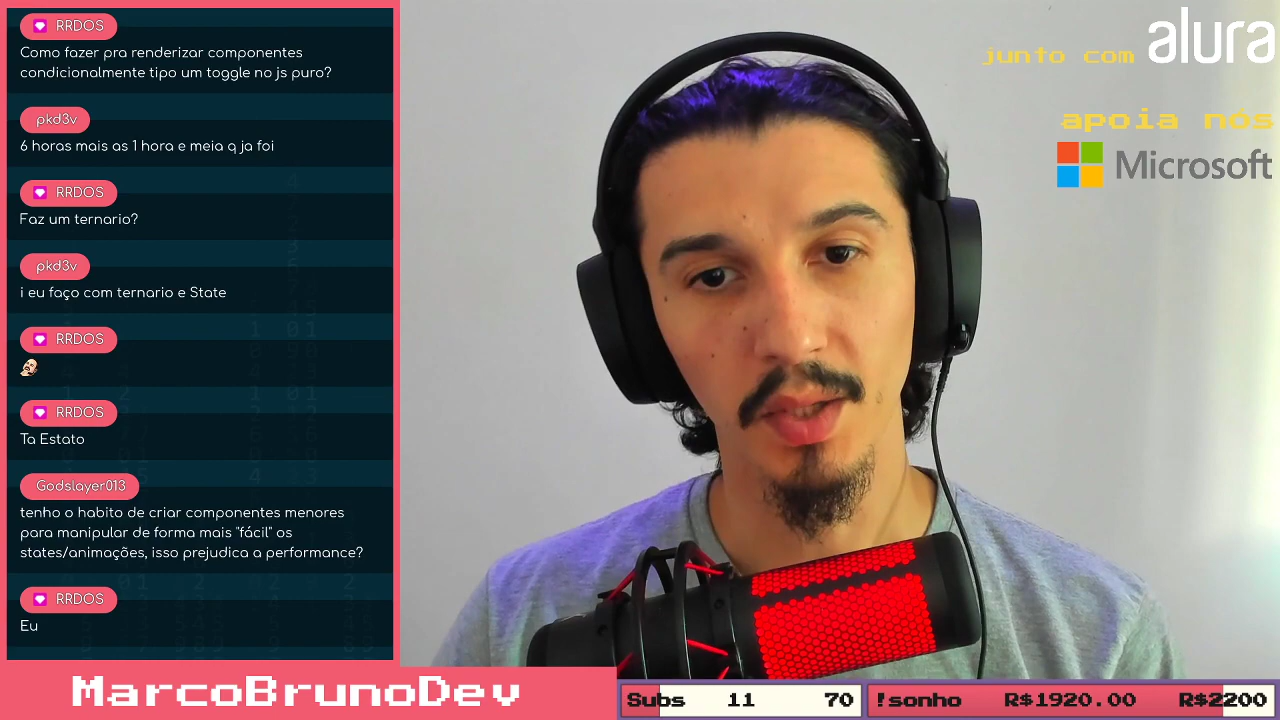 RRDOS
Como fazer pra renderizar componentes
condicionalmente tipo um toggle no js puro?
pkd3v
6 horas mais as 1 hora e meia q ja foi
RRDOS
Faz um ternario?
pkd3v
i eu faço com ternario e State
RRDOS
RRDOS
Ta Estato
Godslayer013
tenho o habito de criar componentes menores
para manipular de forma mais "fácil" os
states/animações, isso prejudica a performance?
RRDOS
Eu
junto com alura
apoia nós
Microsoft
MarcoBrunoDev
Subs 11 70
!sonho R$1920.00 R$2200